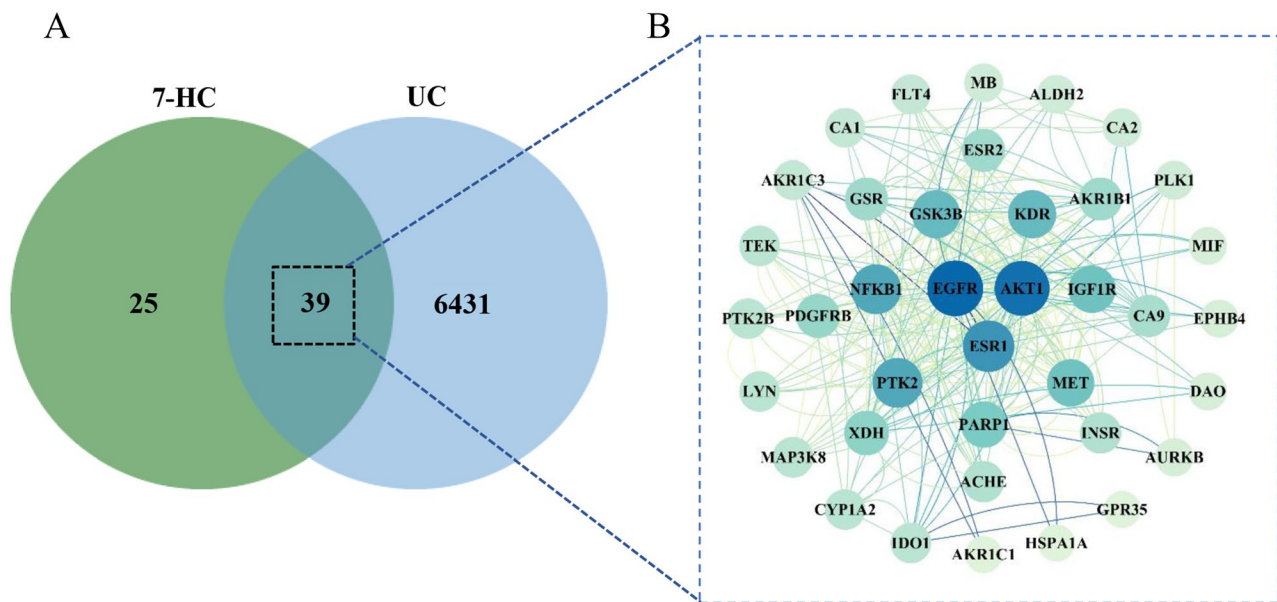 A
B
7-HC
UC
25
39
6431
MB
FLT4
ALDH2
CA1
CA2
ESR2
AKR1C3
PLK1
GSR
AKR1B1
GSK3B
KDR
TEK
MIF
NFKB1
EGFR
AKT1
IGF1R
PTK2B
PDGFRB
CA9
EPHB4
ESR1
LYN
PTK2
MET
DAO
XDH
PARP1
INSR
MAP3K8
AURKB
ACHE
CYP1A2
GPR35
IDO1
AKR1C1
HSPA1A